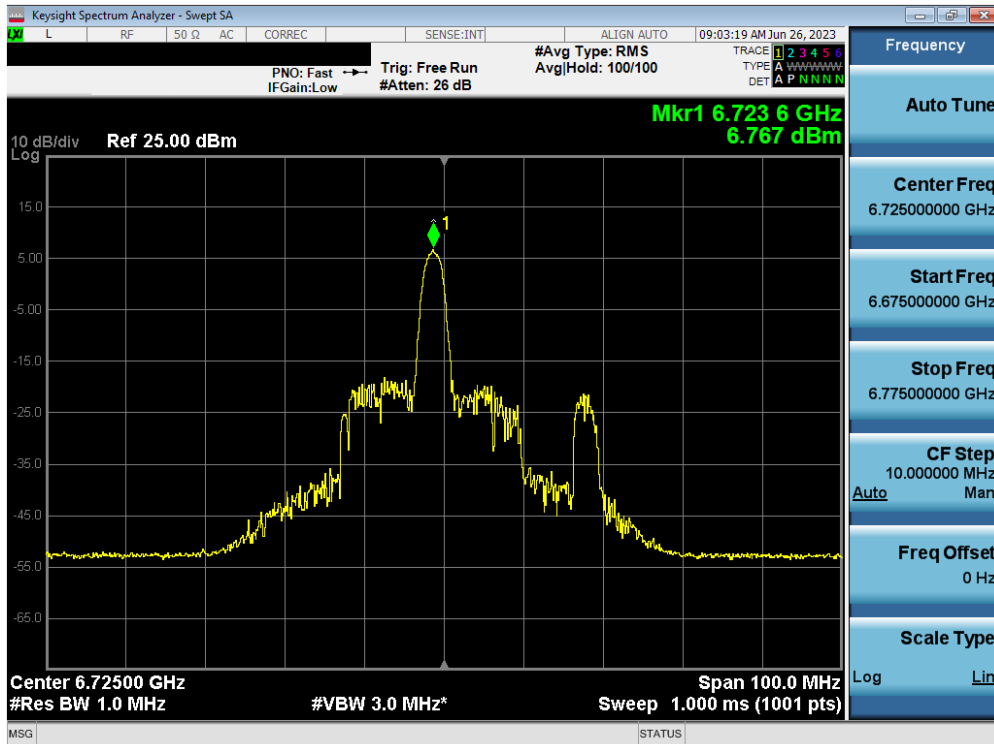 Keysight Spectrum Analyzer - Swept SA
LXI L RF 50 Ω AC CORREC SENSE:INT ALIGN AUTO 09:03:19 AM Jun 26, 2023
PNO: Fast
IFGain:Low
Trig: Free Run
#Atten: 26 dB
#Avg Type: RMS
Avg|Hold: 100/100
TRACE 1 2 3 4 5 6
TYPE A WWWWW
DET A P N N N N
Mkr1 6.723 6 GHz
6.767 dBm
10 dB/div Ref 25.00 dBm
Log
15.0
1
5.00
-5.00
-15.0
-25.0
-35.0
-45.0
-55.0
-65.0
Center 6.72500 GHz Span 100.0 MHz
#Res BW 1.0 MHz #VBW 3.0 MHz* Sweep 1.000 ms (1001 pts)
MSG STATUS
Frequency
Auto Tune
Center Freq
6.725000000 GHz
Start Freq
6.675000000 GHz
Stop Freq
6.775000000 GHz
CF Step
10.000000 MHz
Auto Man
Freq Offset
0 Hz
Scale Type
Log Lin